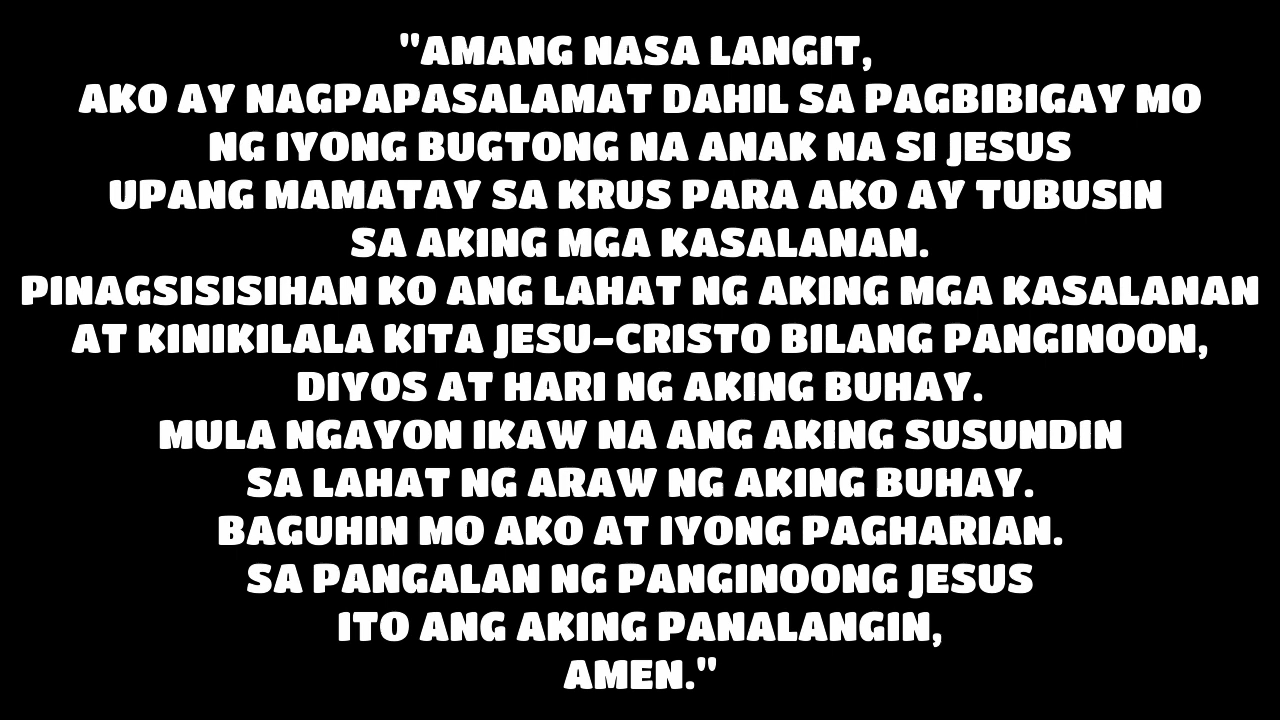 "AMANG NASA LANGIT,
AKO AY NAGPAPASALAMAT DAHIL SA PAGBIBIGAY MO
NG IYONG BUGTONG NA ANAK NA SI JESUS
UPANG MAMATAY SA KRUS PARA AKO AY TUBUSIN
SA AKING MGA KASALANAN.
PINAGSISISIHAN KO ANG LAHAT NG AKING MGA KASALANAN
AT KINIKILALA KITA JESU-CRISTO BILANG PANGINOON,
DIYOS AT HARI NG AKING BUHAY.
MULA NGAYON IKAW NA ANG AKING SUSUNDIN
SA LAHAT NG ARAW NG AKING BUHAY.
BAGUHIN MO AKO AT IYONG PAGHARIAN.
SA PANGALAN NG PANGINOONG JESUS
ITO ANG AKING PANALANGIN,
AMEN."